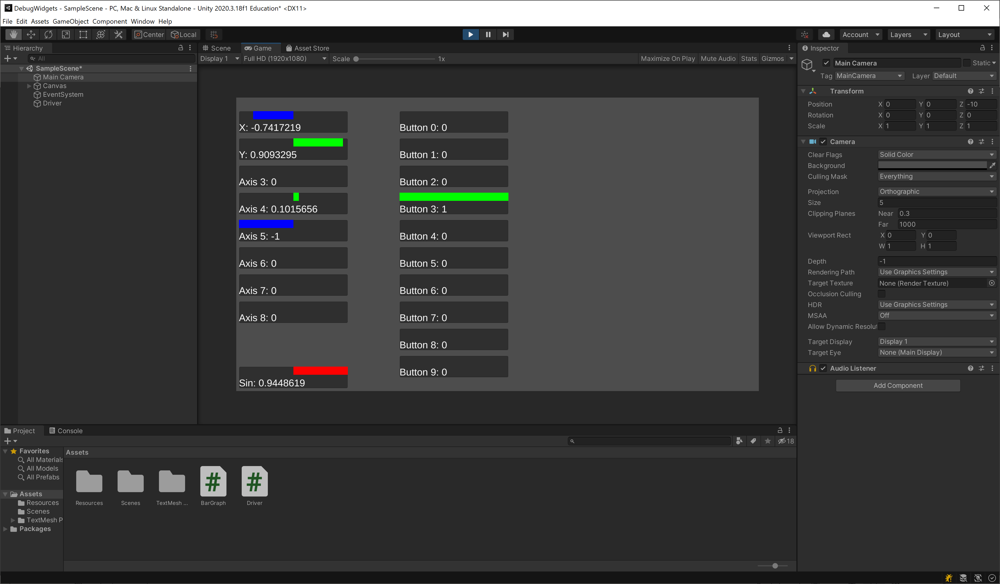 DebugWidgets - SampleScene - PC, Mac & Linux Standalone - Unity 2020.3.18f1 Education* <DX11>
File Edit Assets GameObject Component Window Help
Center Local Account Layers Layout
Hierarchy
All
SampleScene*
Main Camera
Canvas
EventSystem
Driver
Scene Game Asset Store
Display 1 Full HD (1920x1080) Scale 1x Maximize On Play Mute Audio Stats Gizmos
X: -0.7417219
Y: 0.9093295
Axis 3: 0
Axis 4: 0.1015656
Axis 5: -1
Axis 6: 0
Axis 7: 0
Axis 8: 0
Sin: 0.9448619
Button 0: 0
Button 1: 0
Button 2: 0
Button 3: 1
Button 4: 0
Button 5: 0
Button 6: 0
Button 7: 0
Button 8: 0
Button 9: 0
Inspector
Main Camera Static
Tag MainCamera Layer Default
Transform
Position X 0 Y 0 Z -10
Rotation X 0 Y 0 Z 0
Scale X 1 Y 1 Z 1
Camera
Clear Flags Solid Color
Background
Culling Mask Everything
Projection Orthographic
Size 5
Clipping Planes Near 0.3
Far 1000
Viewport Rect X 0 Y 0
W 1 H 1
Depth -1
Rendering Path Use Graphics Settings
Target Texture None (Render Texture)
Occlusion Culling
HDR Use Graphics Settings
MSAA Off
Allow Dynamic Resolut
Target Display Display 1
Target Eye None (Main Display)
Audio Listener
Add Component
Project Console
18
Favorites
All Materials
All Models
All Prefabs
Assets
Resources
Scenes
TextMesh P
Packages
Assets
Resources Scenes TextMesh ... BarGraph Driver